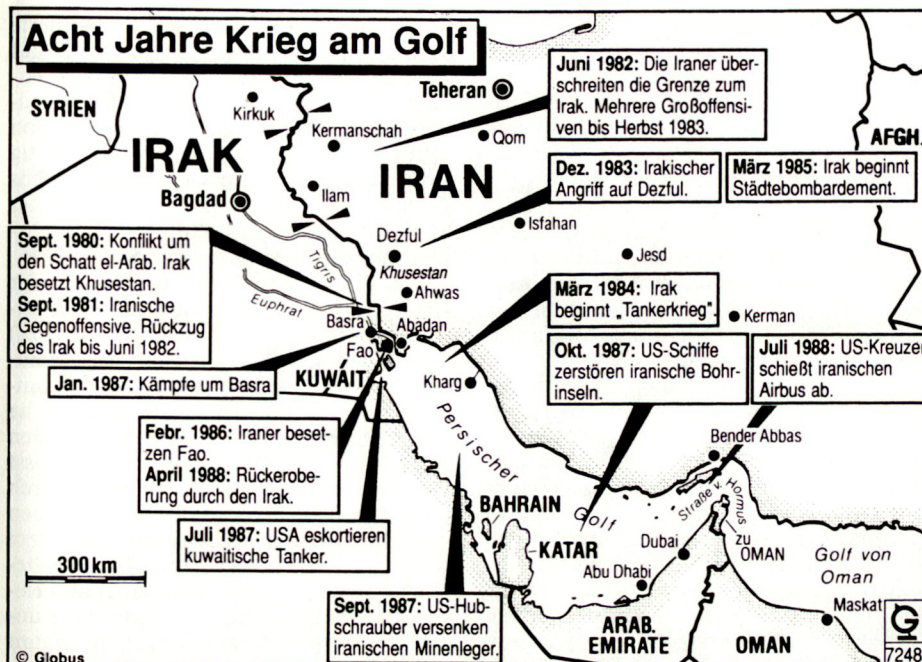 Acht Jahre Krieg am Golf
Juni 1982: Die Iraner über-
schreiten die Grenze zum
Irak. Mehrere Großoffensi-
ven bis Herbst 1983.
Teheran
SYRIEN
Kirkuk
Kermanschah
Qom
AFGH.
IRAK
IRAN
Dez. 1983: Irakischer
Angriff auf Dezful.
März 1985: Irak beginnt
Städtebombardement.
Bagdad
Ilam
Isfahan
Sept. 1980: Konflikt um
den Schatt el-Arab. Irak
besetzt Khusestan.
Sept. 1981: Iranische
Gegenoffensive. Rückzug
des Irak bis Juni 1982.
Dezful
Khusestan
Jesd
Tigris
Euphrat
Ahwas
März 1984: Irak
beginnt „Tankerkrieg".
Kerman
Basra
Abadan
Fao
KUWAIT
Kharg
Okt. 1987: US-Schiffe
zerstören iranische Bohr-
inseln.
Juli 1988: US-Kreuzer
schießt iranischen
Airbus ab.
Jan. 1987: Kämpfe um Basra
Febr. 1986: Iraner beset-
zen Fao.
April 1988: Rückerobe-
rung durch den Irak.
Persischer
Golf
Bender Abbas
Straße v. Hormus
BAHRAIN
Juli 1987: USA eskortieren
kuwaitische Tanker.
KATAR
Dubai
zu
OMAN
Golf von
Oman
300 km
Abu Dhabi
Maskat
Sept. 1987: US-Hub-
schrauber versenken
iranischen Minenleger.
ARAB.
EMIRATE
OMAN
© Globus
G
7248